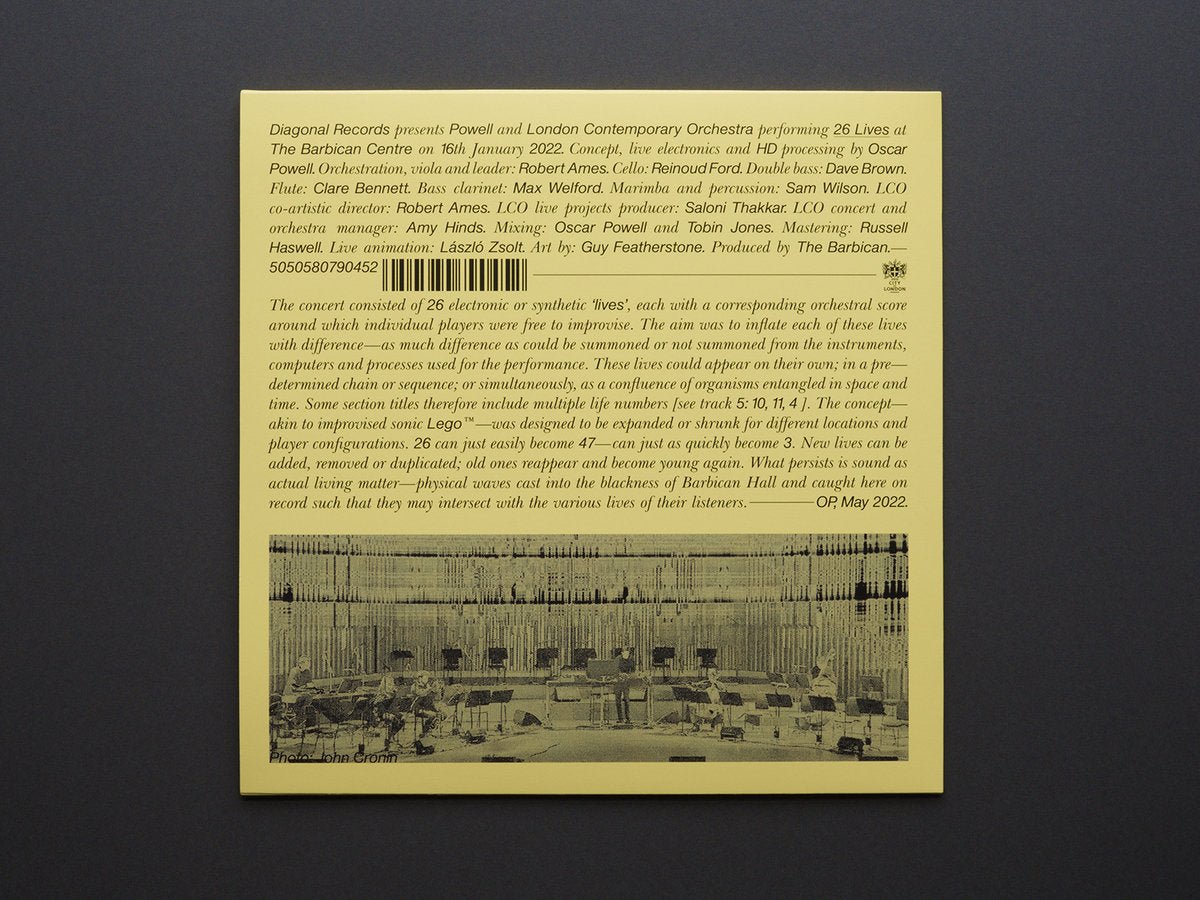 Diagonal Records presents Powell and London Contemporary Orchestra performing 26 Lives at
The Barbican Centre on 16th January 2022. Concept, live electronics and HD processing by Oscar
Powell. Orchestration, viola and leader: Robert Ames. Cello: Reinoud Ford. Double bass: Dave Brown.
Flute: Clare Bennett. Bass clarinet: Max Welford. Marimba and percussion: Sam Wilson. LCO
co-artistic director: Robert Ames. LCO live projects producer: Saloni Thakkar. LCO concert and
orchestra manager: Amy Hinds. Mixing: Oscar Powell and Tobin Jones. Mastering: Russell
Haswell. Live animation: László Zsolt. Art by: Guy Featherstone. Produced by The Barbican.—
5050580790452
CITY
OF
LONDON
The concert consisted of 26 electronic or synthetic ‘lives’, each with a corresponding orchestral score
around which individual players were free to improvise. The aim was to inflate each of these lives
with difference—as much difference as could be summoned or not summoned from the instruments,
computers and processes used for the performance. These lives could appear on their own; in a pre—
determined chain or sequence; or simultaneously, as a confluence of organisms entangled in space and
time. Some section titles therefore include multiple life numbers [see track 5: 10, 11, 4 ]. The concept—
akin to improvised sonic Lego™—was designed to be expanded or shrunk for different locations and
player configurations. 26 can just easily become 47—can just as quickly become 3. New lives can be
added, removed or duplicated; old ones reappear and become young again. What persists is sound as
actual living matter—physical waves cast into the blackness of Barbican Hall and caught here on
record such that they may intersect with the various lives of their listeners.———OP, May 2022.
Photo: John Cronin